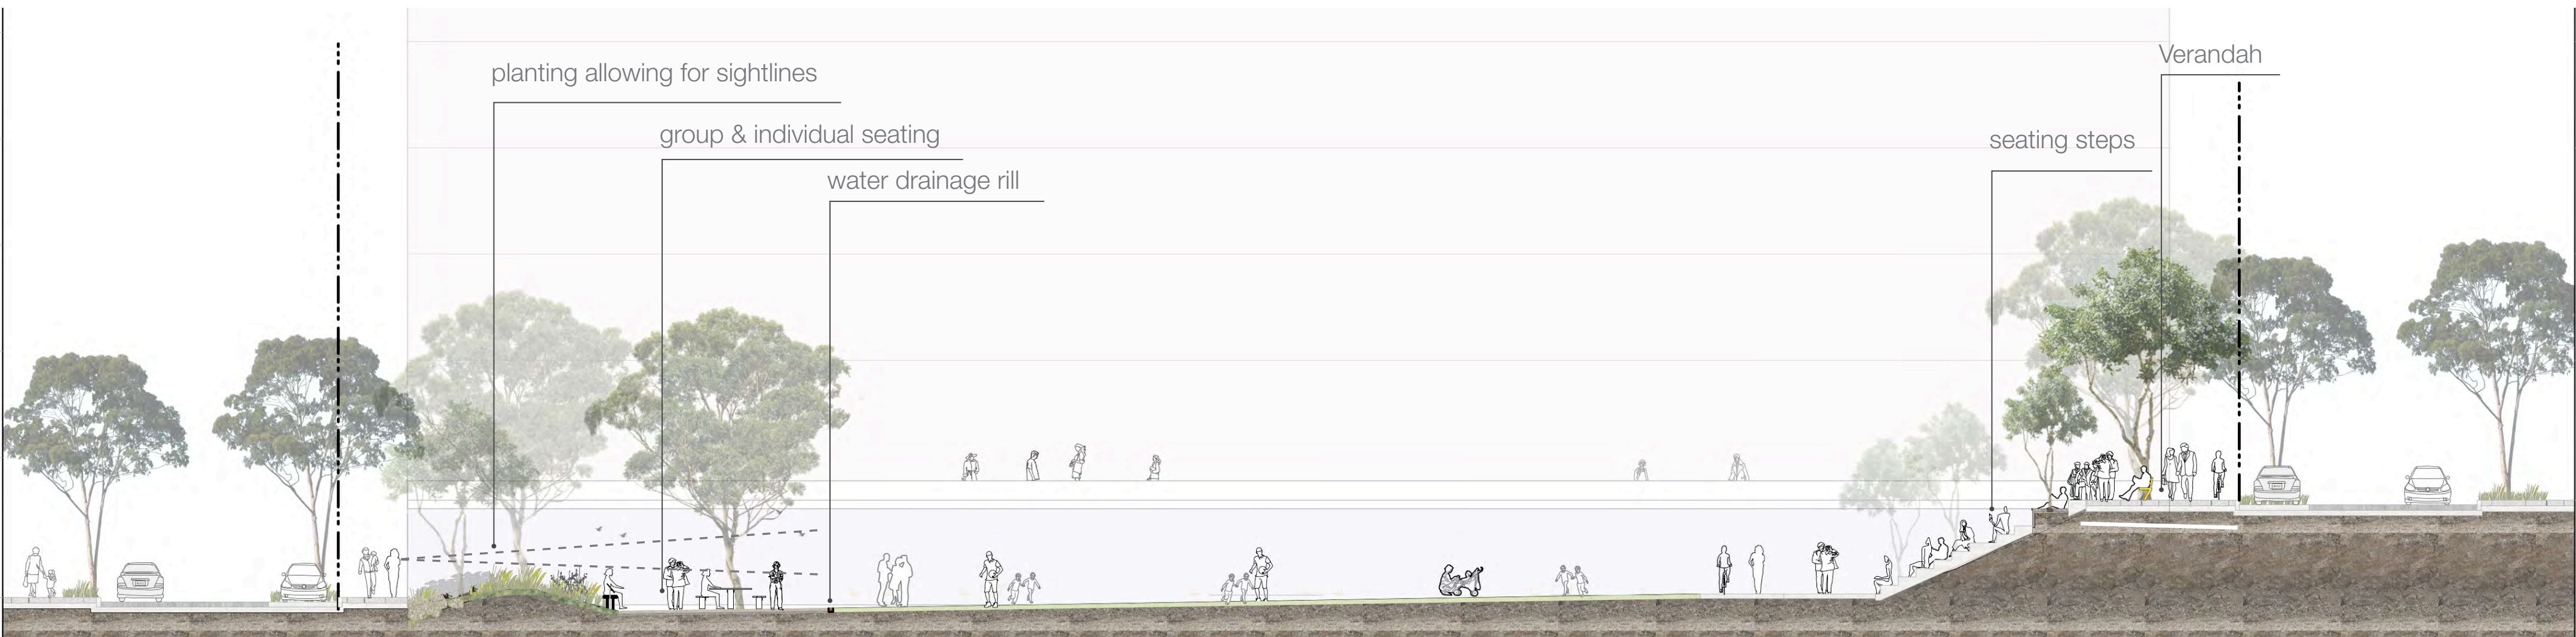 planting allowing for sightlines
group & individual seating
water drainage rill
Verandah
seating steps